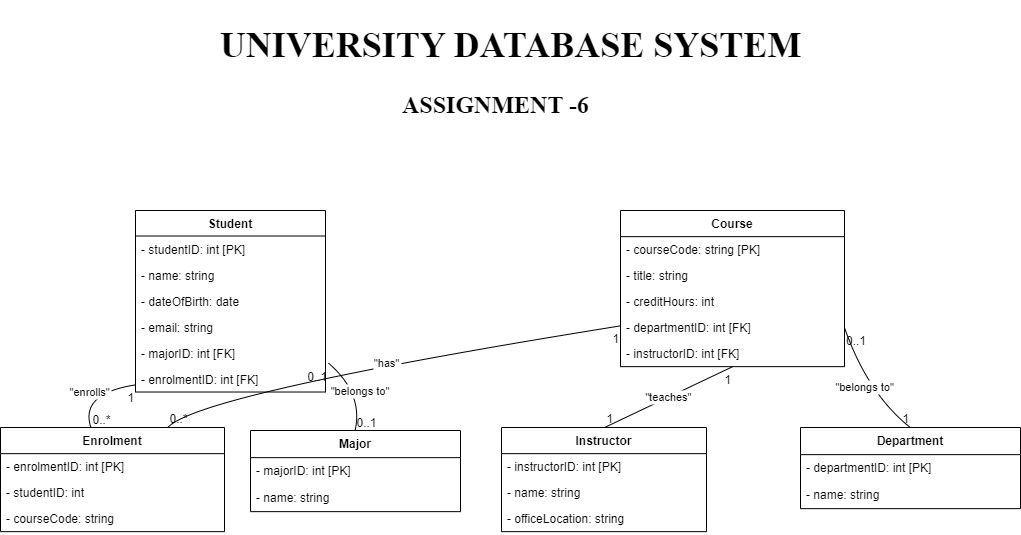 UNIVERSITY DATABASE SYSTEM
ASSIGNMENT -6
Student
- studentID: int [PK]
- name: string
- dateOfBirth: date
- email: string
- majorID: int [FK]
- enrolmentID: int [FK]
Course
- courseCode: string [PK]
- title: string
- creditHours: int
- departmentID: int [FK]
- instructorID: int [FK]
"enrolls"
1
0..*
"has"
1
0..*
0..1
"belongs to"
0..1
"teaches"
1
1
0..1
"belongs to"
1
Enrolment
- enrolmentID: int [PK]
- studentID: int
- courseCode: string
Major
- majorID: int [PK]
- name: string
Instructor
- instructorID: int [PK]
- name: string
- officeLocation: string
Department
- departmentID: int [PK]
- name: string